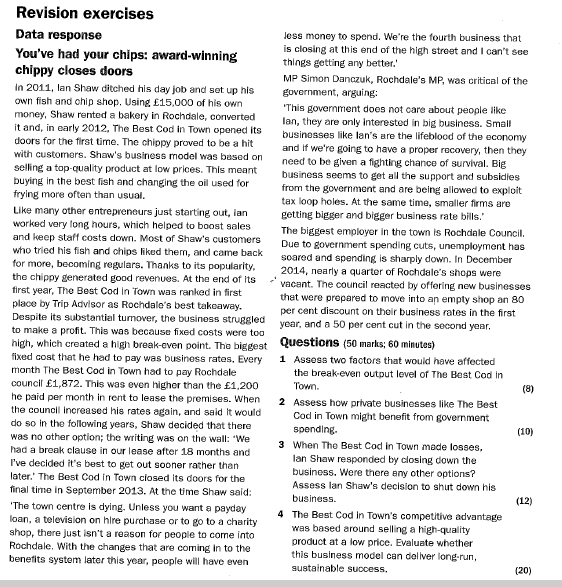 Revision exercises
Data response
You've had your chips: award-winning
chippy closes doors
In 2011, Ian Shaw ditched his day job and set up his
own fish and chip shop. Using £15,000 of his own
money, Shaw rented a bakery in Rochdale, converted
it and, in early 2012, The Best Cod in Town opened its
doors for the first time. The chippy proved to be a hit
with customers. Shaw's business model was based on
selling a top-quality product at low prices. This meant
buying in the best fish and changing the oil used for
frying more often than usual.
Like many other entrepreneurs just starting out, Ian
worked very long hours, which helped to boost sales
and keep staff costs down. Most of Shaw's customers
who tried his fish and chips liked them, and came back
for more, becoming regulars. Thanks to its popularity,
the chippy generated good revenues. At the end of its
first year, The Best Cod in Town was ranked in first
place by Trip Advisor as Rochdale's best takeaway.
Despite its substantial turnover, the business struggled
to make a profit. This was because fixed costs were too
high, which created a high break-even point. The biggest
fixed cost that he had to pay was business rates. Every
month The Best Cod in Town had to pay Rochdale
council £1,872. This was even higher than the £1,200
he paid per month in rent to lease the premises. When
the council increased his rates again, and said it would
do so in the following years, Shaw decided that there
was no other option; the writing was on the wall: 'We
had a break clause in our lease after 18 months and
I've decided it's best to get out sooner rather than
later.' The Best Cod in Town closed its doors for the
final time in September 2013. At the time Shaw said:
'The town centre is dying. Unless you want a payday
loan, a television on hire purchase or to go to a charity
shop, there just isn't a reason for people to come into
Rochdale. With the changes that are coming in to the
benefits system later this year, people will have even
less money to spend. We're the fourth business that
is closing at this end of the high street and I can't see
things getting any better.'
MP Simon Danczuk, Rochdale's MP, was critical of the
government, arguing:
'This government does not care about people like
Ian, they are only interested in big business. Small
businesses like Ian's are the lifeblood of the economy
and if we're going to have a proper recovery, then they
need to be given a fighting chance of survival. Big
business seems to get all the support and subsidies
from the government and are being allowed to exploit
tax loop holes. At the same time, smaller firms are
getting bigger and bigger business rate bills.'
The biggest employer in the town is Rochdale Council.
Due to government spending cuts, unemployment has
soared and spending is sharply down. In December
2014, nearly a quarter of Rochdale's shops were
vacant. The council reacted by offering new businesses
that were prepared to move into an empty shop an 80
per cent discount on their business rates in the first
year, and a 50 per cent cut in the second year.
Questions (50 marks; 60 minutes)
1 Assess two factors that would have affected
the break-even output level of The Best Cod in
Town. (8)
2 Assess how private businesses like The Best
Cod in Town might benefit from government
spending. (10)
3 When The Best Cod in Town made losses,
Ian Shaw responded by closing down the
business. Were there any other options?
Assess Ian Shaw's decision to shut down his
business. (12)
4 The Best Cod in Town's competitive advantage
was based around selling a high-quality
product at a low price. Evaluate whether
this business model can deliver long-run,
sustainable success. (20)